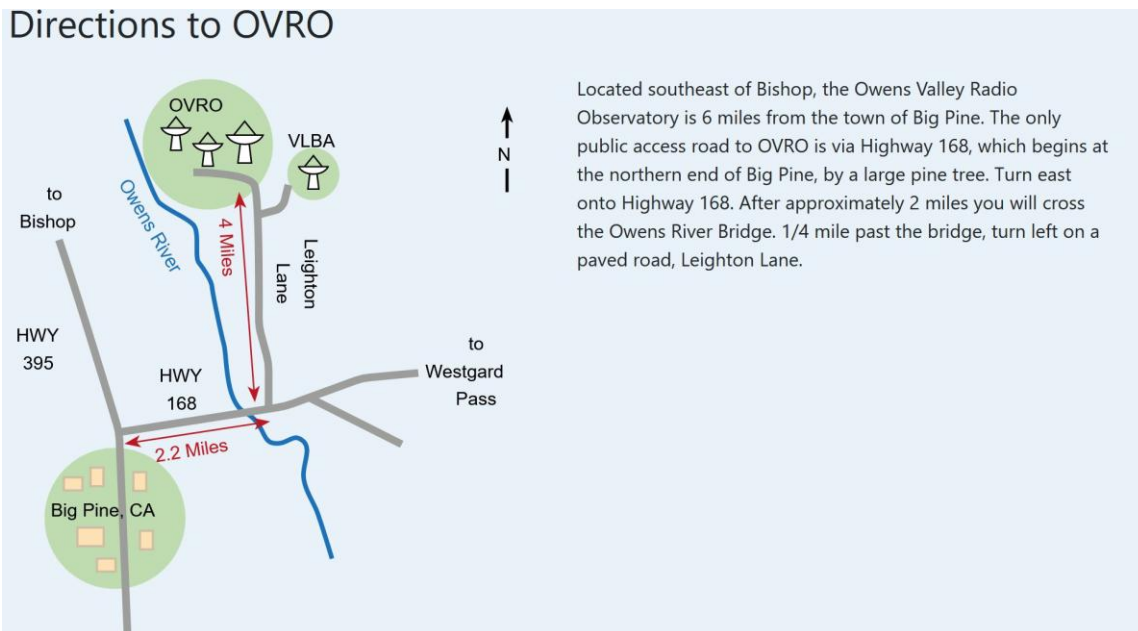 Directions to OVRO
Located southeast of Bishop, the Owens Valley Radio
Observatory is 6 miles from the town of Big Pine. The only
public access road to OVRO is via Highway 168, which begins at
the northern end of Big Pine, by a large pine tree. Turn east
onto Highway 168. After approximately 2 miles you will cross
the Owens River Bridge. 1/4 mile past the bridge, turn left on a
paved road, Leighton Lane.
OVRO
VLBA
N
to
Bishop
Owens River
4 Miles
Leighton
Lane
HWY
395
HWY
168
to
Westgard
Pass
2.2 Miles
Big Pine, CA